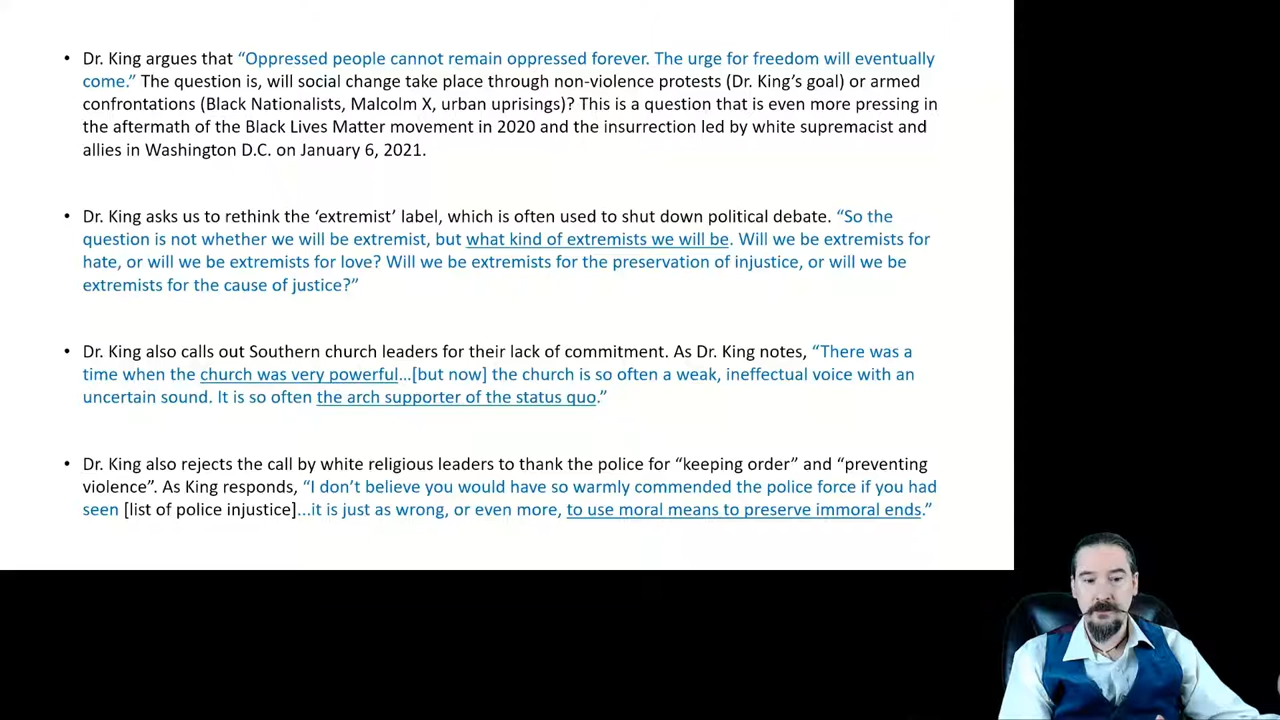 • Dr. King argues that “Oppressed people cannot remain oppressed forever. The urge for freedom will eventually
come.” The question is, will social change take place through non-violence protests (Dr. King’s goal) or armed
confrontations (Black Nationalists, Malcolm X, urban uprisings)? This is a question that is even more pressing in
the aftermath of the Black Lives Matter movement in 2020 and the insurrection led by white supremacist and
allies in Washington D.C. on January 6, 2021.
• Dr. King asks us to rethink the ‘extremist’ label, which is often used to shut down political debate. “So the
question is not whether we will be extremist, but what kind of extremists we will be. Will we be extremists for
hate, or will we be extremists for love? Will we be extremists for the preservation of injustice, or will we be
extremists for the cause of justice?”
• Dr. King also calls out Southern church leaders for their lack of commitment. As Dr. King notes, “There was a
time when the church was very powerful…[but now] the church is so often a weak, ineffectual voice with an
uncertain sound. It is so often the arch supporter of the status quo.”
• Dr. King also rejects the call by white religious leaders to thank the police for “keeping order” and “preventing
violence”. As King responds, “I don’t believe you would have so warmly commended the police force if you had
seen [list of police injustice]...it is just as wrong, or even more, to use moral means to preserve immoral ends.”